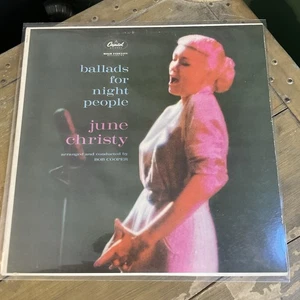 Capitol
ballads
for
night
people
june
christy
arranged and conducted by
BOB COOPER